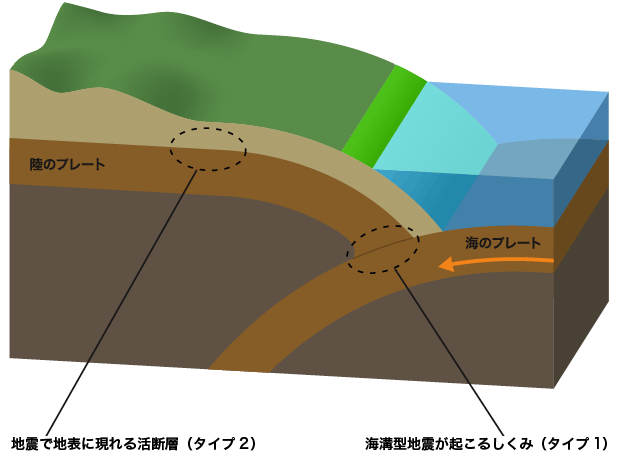 陸のプレート
海のプレート
地震で地表に現れる活断層（タイプ2）
海溝型地震が起こるしくみ（タイプ1）